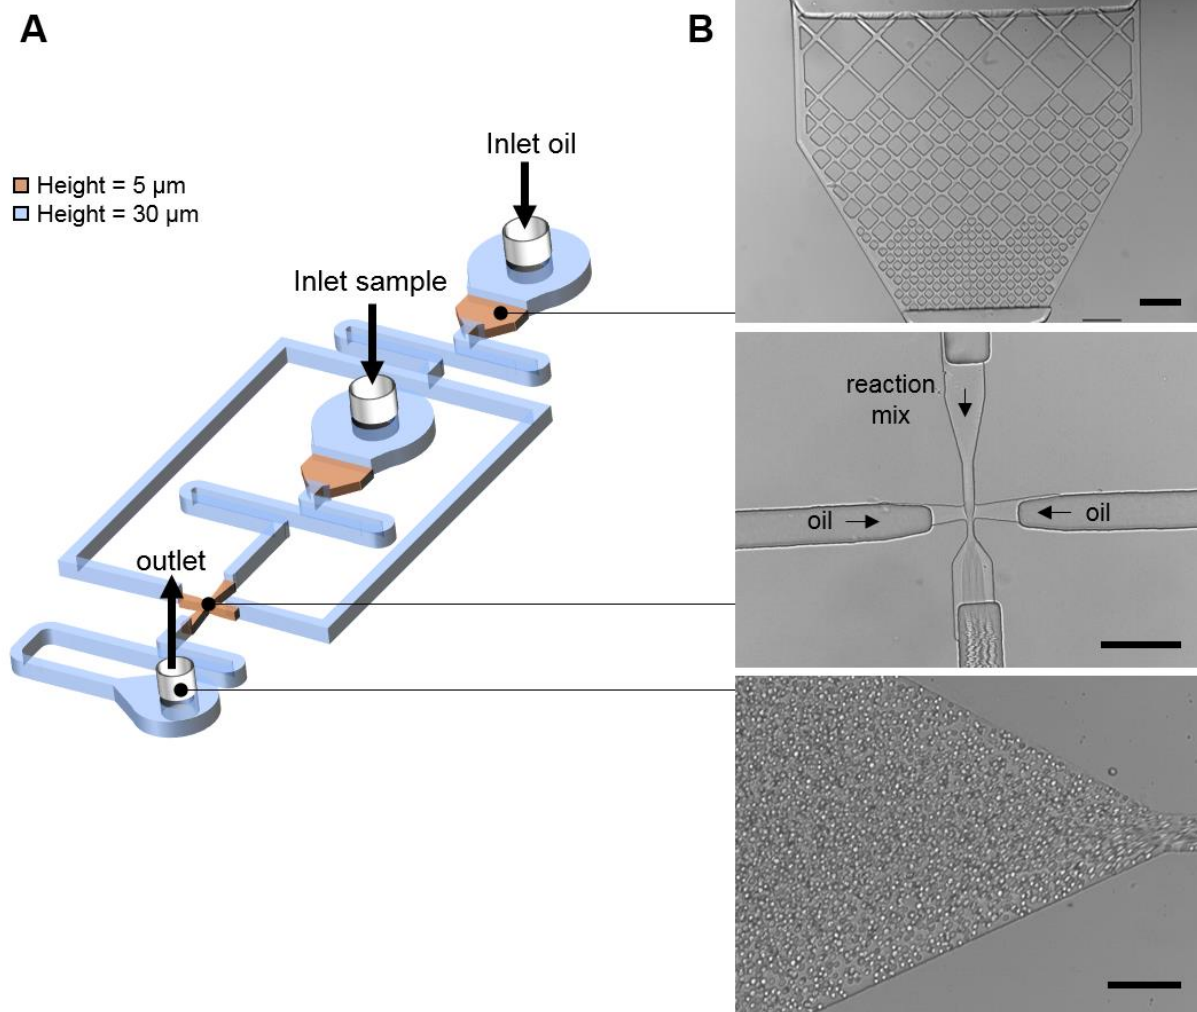 A
B
Inlet oil
Height = 5 µm
Height = 30 µm
Inlet sample
outlet
reaction
mix
oil
oil